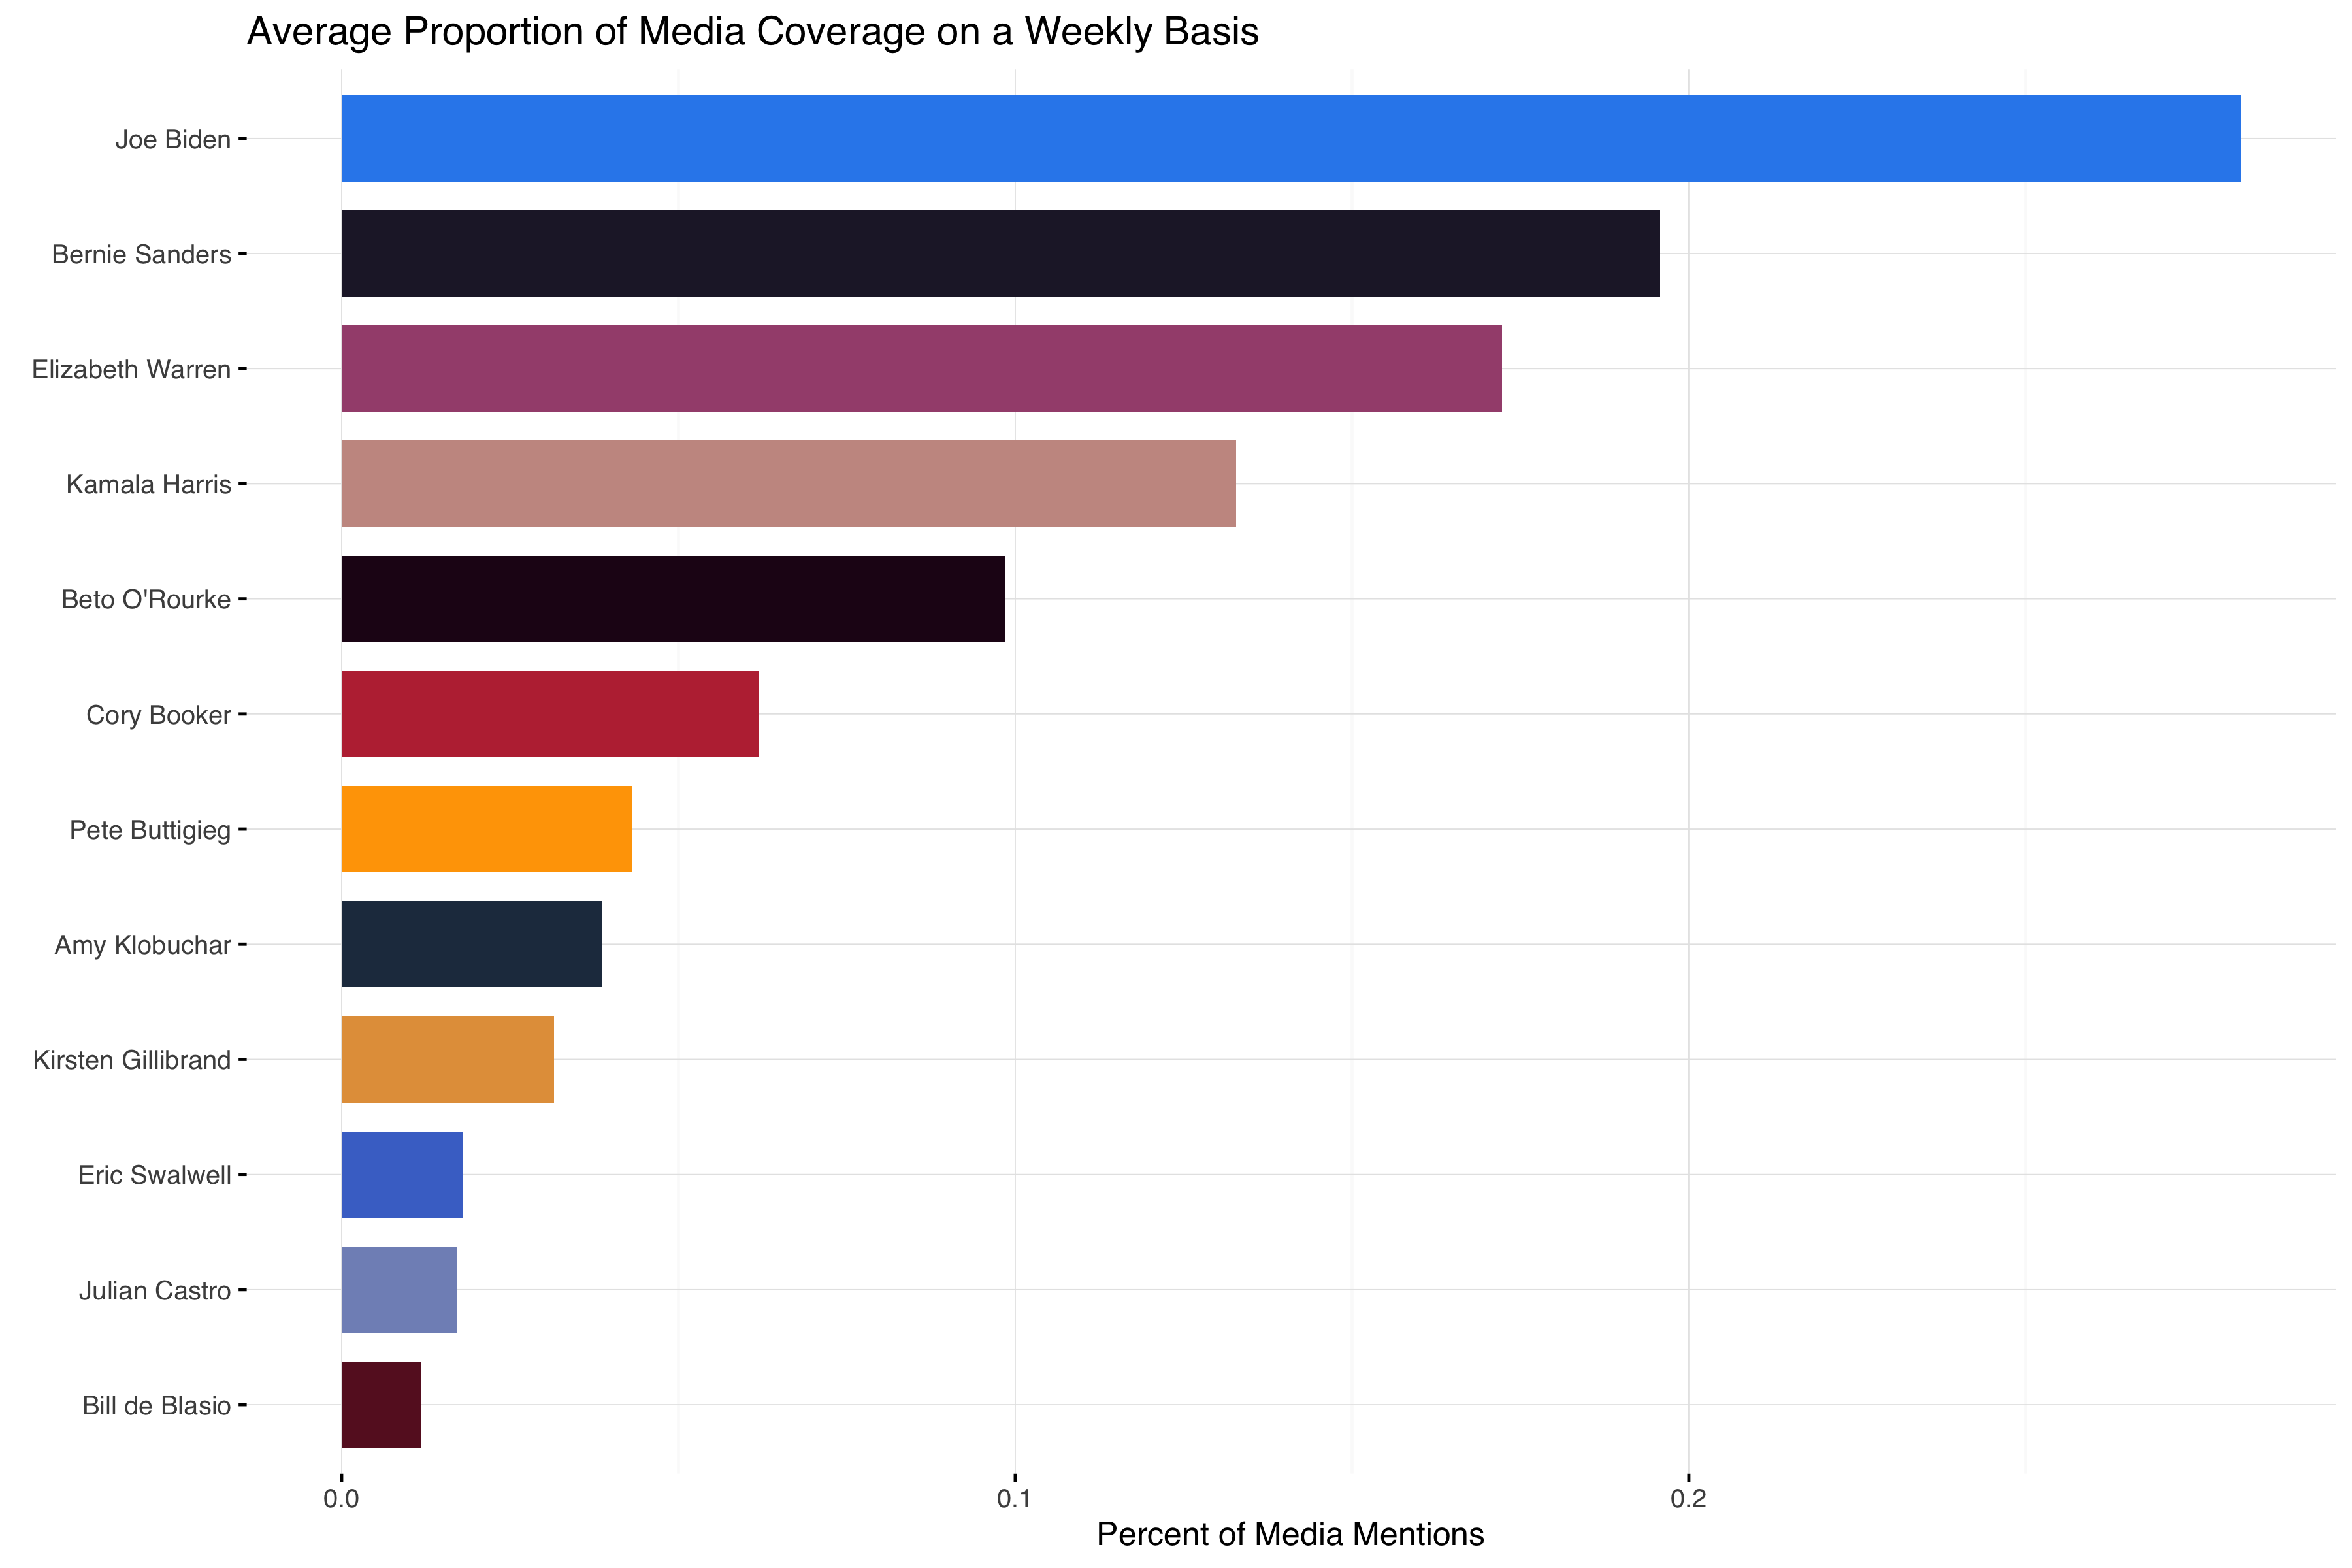 Average Proportion of Media Coverage on a Weekly Basis
Joe Biden
Bernie Sanders
Elizabeth Warren
Kamala Harris
Beto O'Rourke
Cory Booker
Pete Buttigieg
Amy Klobuchar
Kirsten Gillibrand
Eric Swalwell
Julian Castro
Bill de Blasio
0.0 0.1 0.2
Percent of Media Mentions